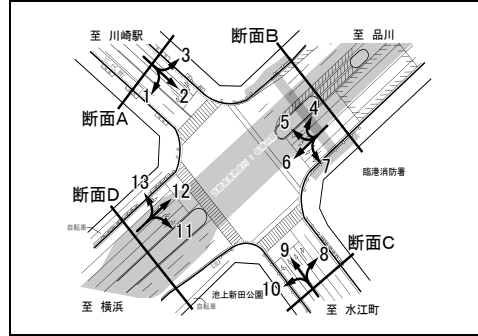 至 川崎駅
断面B
至 品川
3
断面A
1
2
5
4
6
7
臨港消防署
断面D
13
12
自転車
11
断面C
9
8
10
池上新田公園
至 横浜
自転車
至 水江町